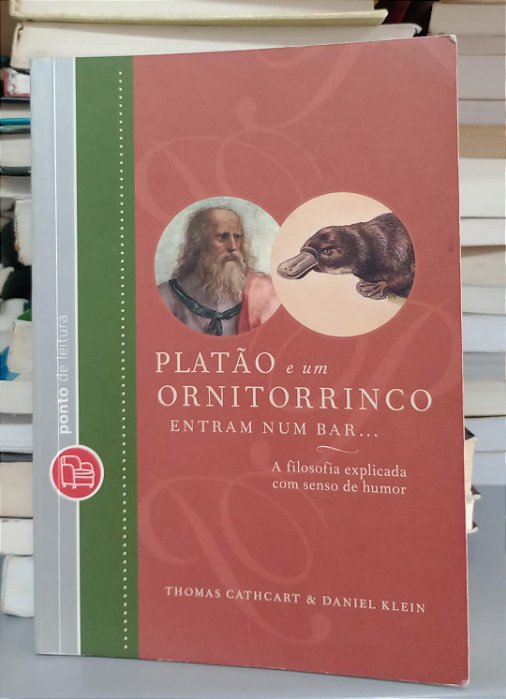 PLATÃO e um
ORNITORRINCO
ENTRAM NUM BAR...
A filosofia explicada
com senso de humor
THOMAS CATHCART & DANIEL KLEIN
ponto de leitura